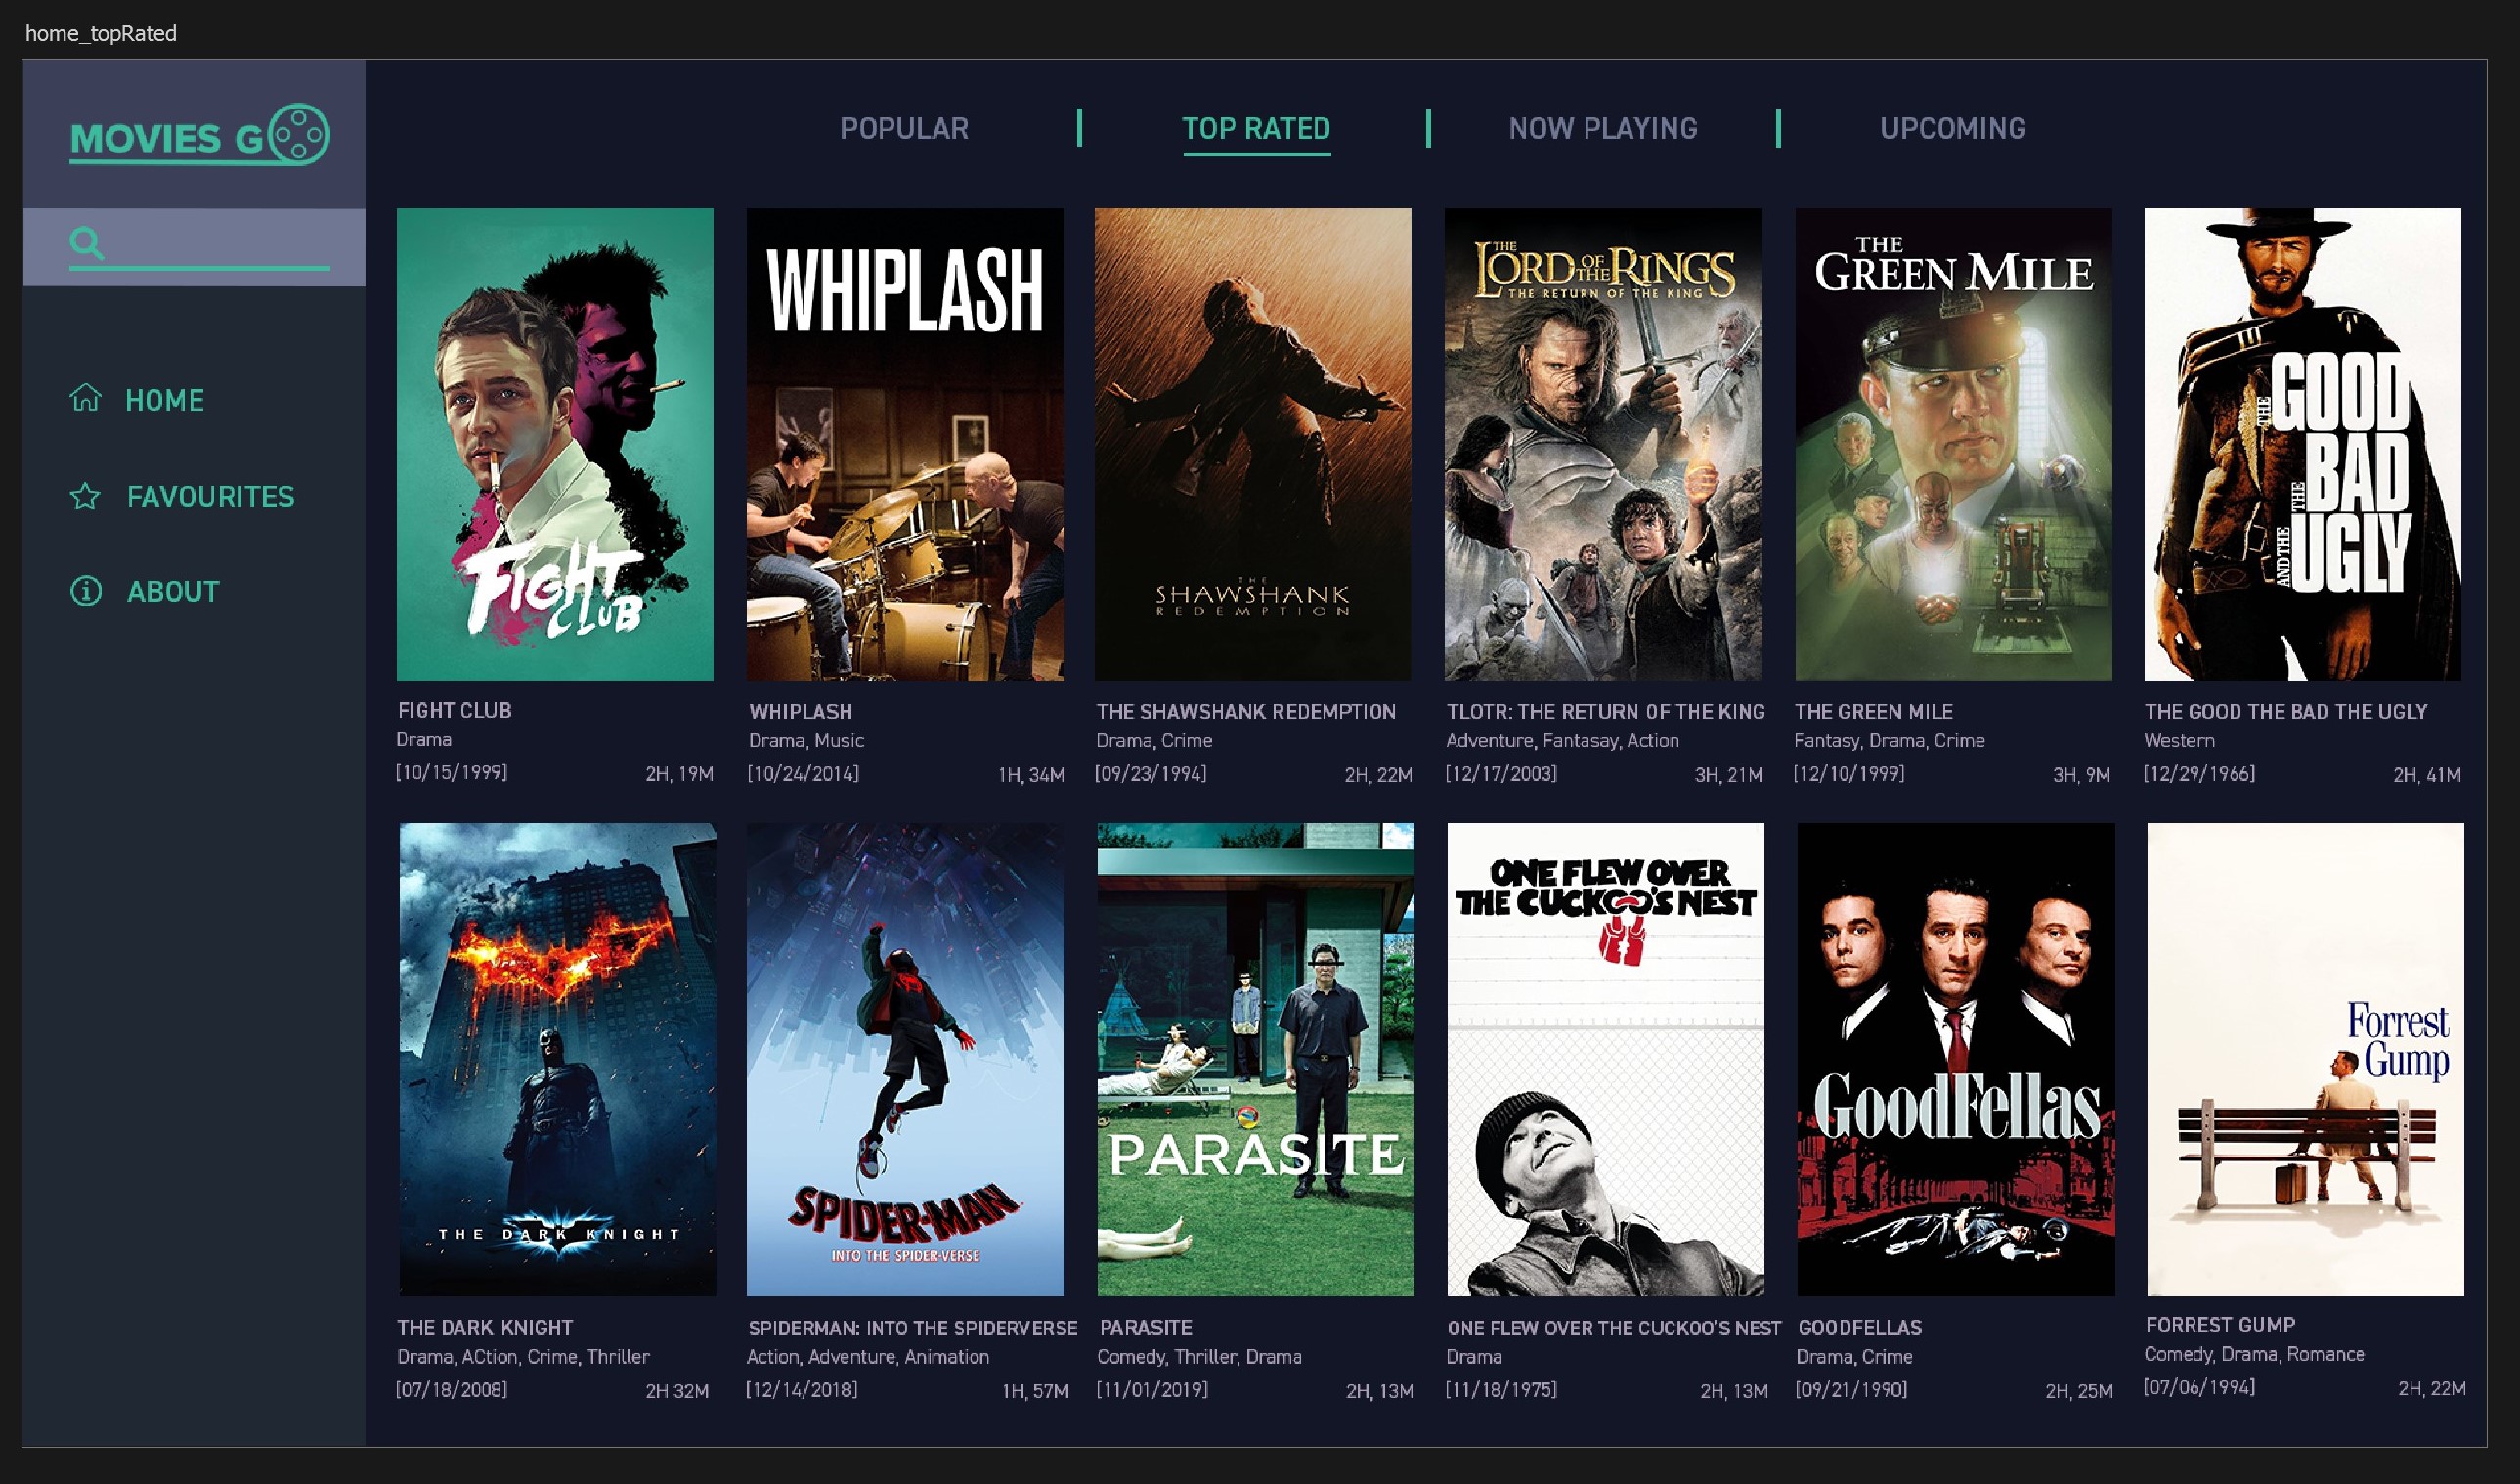 home_topRated
MOVIES GO
POPULAR
TOP RATED
NOW PLAYING
UPCOMING
HOME
FAVOURITES
ABOUT
FIGHT CLUB
WHIPLASH
THE SHAWSHANK REDEMPTION
THE LORD OF THE RINGS
THE RETURN OF THE KING
THE GREEN MILE
THE GOOD
THE BAD
AND THE UGLY
FIGHT CLUB
Drama
[10/15/1999] 2H, 19M
WHIPLASH
Drama, Music
[10/24/2014] 1H, 34M
THE SHAWSHANK REDEMPTION
Drama, Crime
[09/23/1994] 2H, 22M
TLOTR: THE RETURN OF THE KING
Adventure, Fantasay, Action
[12/17/2003] 3H, 21M
THE GREEN MILE
Fantasy, Drama, Crime
[12/10/1999] 3H, 9M
THE GOOD THE BAD THE UGLY
Western
[12/29/1966] 2H, 41M
THE DARK KNIGHT
SPIDER-MAN
INTO THE SPIDER-VERSE
PARASITE
ONE FLEW OVER
THE CUCKOO'S NEST
GoodFellas
Forrest
Gump
THE DARK KNIGHT
Drama, ACtion, Crime, Thriller
[07/18/2008] 2H 32M
SPIDERMAN: INTO THE SPIDERVERSE
Action, Adventure, Animation
[12/14/2018] 1H, 57M
PARASITE
Comedy, Thriller, Drama
[11/01/2019] 2H, 13M
ONE FLEW OVER THE CUCKOO'S NEST
Drama
[11/18/1975] 2H, 13M
GOODFELLAS
Drama, Crime
[09/21/1990] 2H, 25M
FORREST GUMP
Comedy, Drama, Romance
[07/06/1994] 2H, 22M